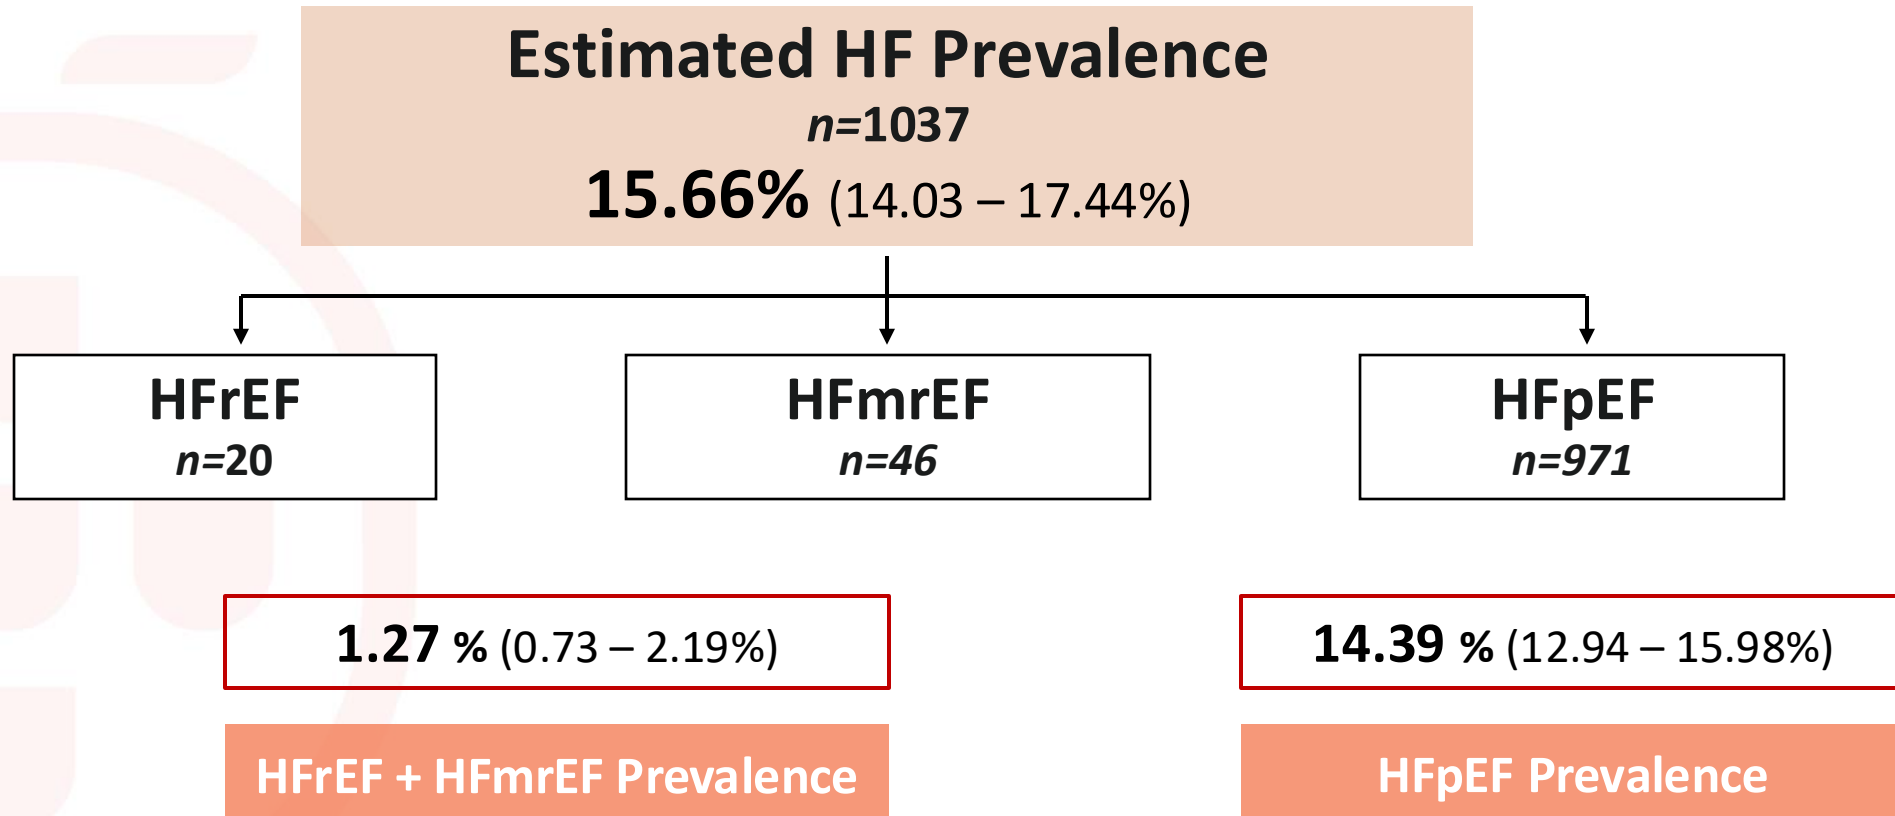 Estimated HF Prevalence
n=1037
15.66% (14.03 – 17.44%)
HFrEF
n=20
HFmrEF
n=46
HFpEF
n=971
1.27 % (0.73 – 2.19%)
14.39 % (12.94 – 15.98%)
HFrEF + HFmrEF Prevalence
HFpEF Prevalence